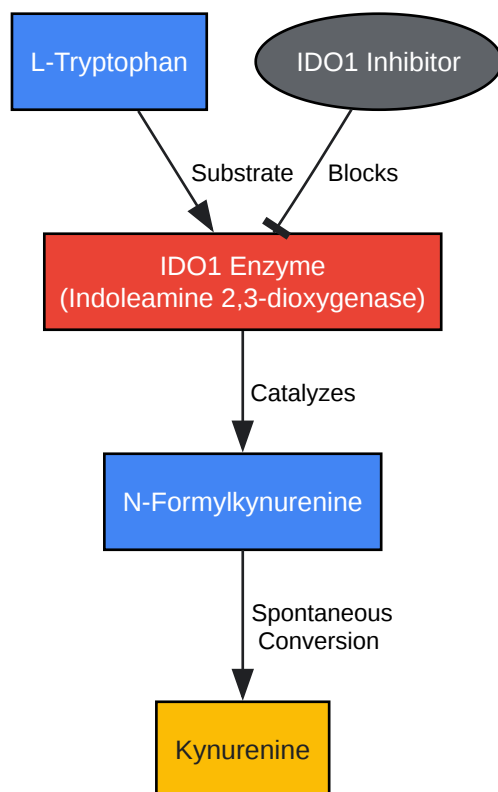 L-Tryptophan
IDO1 Inhibitor
Substrate
Blocks
IDO1 Enzyme
(Indoleamine 2,3-dioxygenase)
Catalyzes
N-Formylkynurenine
Spontaneous
Conversion
Kynurenine